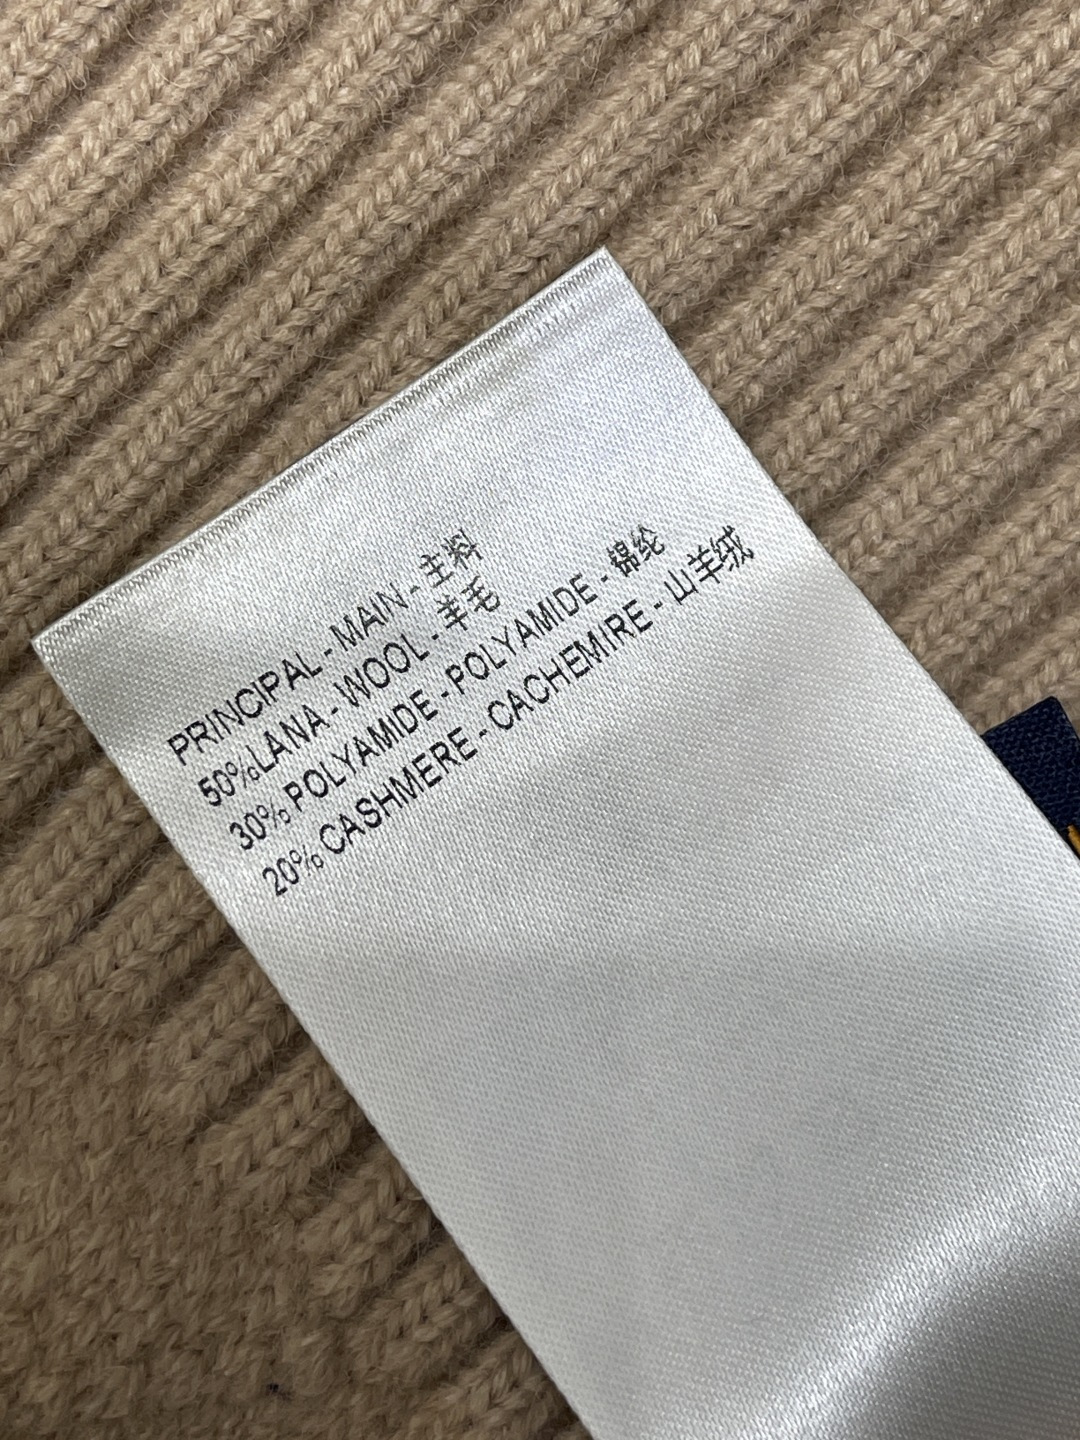 PRINCIPAL - MAIN - 主料
50%LANA - WOOL - 羊毛
30% POLYAMIDE - POLYAMIDE - 锦纶
20% CASHMERE - CACHEMIRE - 山羊绒